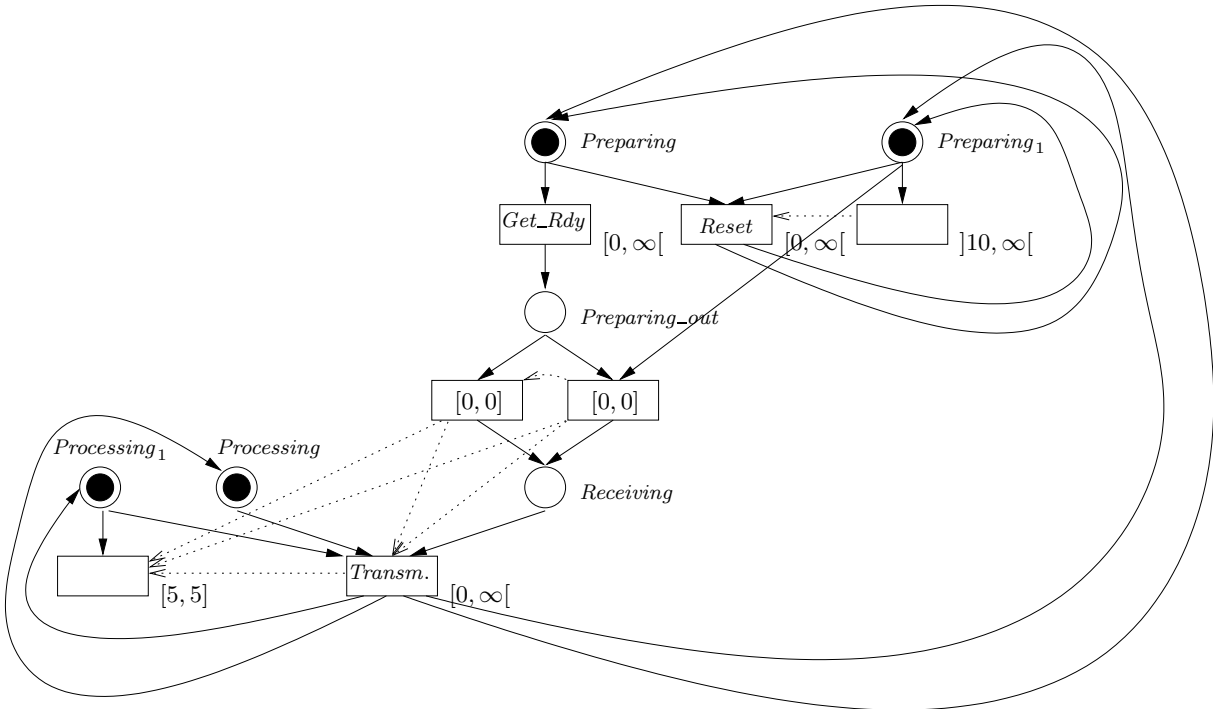 Preparing
Preparing₁
Get_Rdy
[0, ∞[
Reset
[0, ∞[
]10, ∞[
Preparing_out
[0, 0]
[0, 0]
Processing₁
Processing
Receiving
Transm.
[5, 5]
[0, ∞[